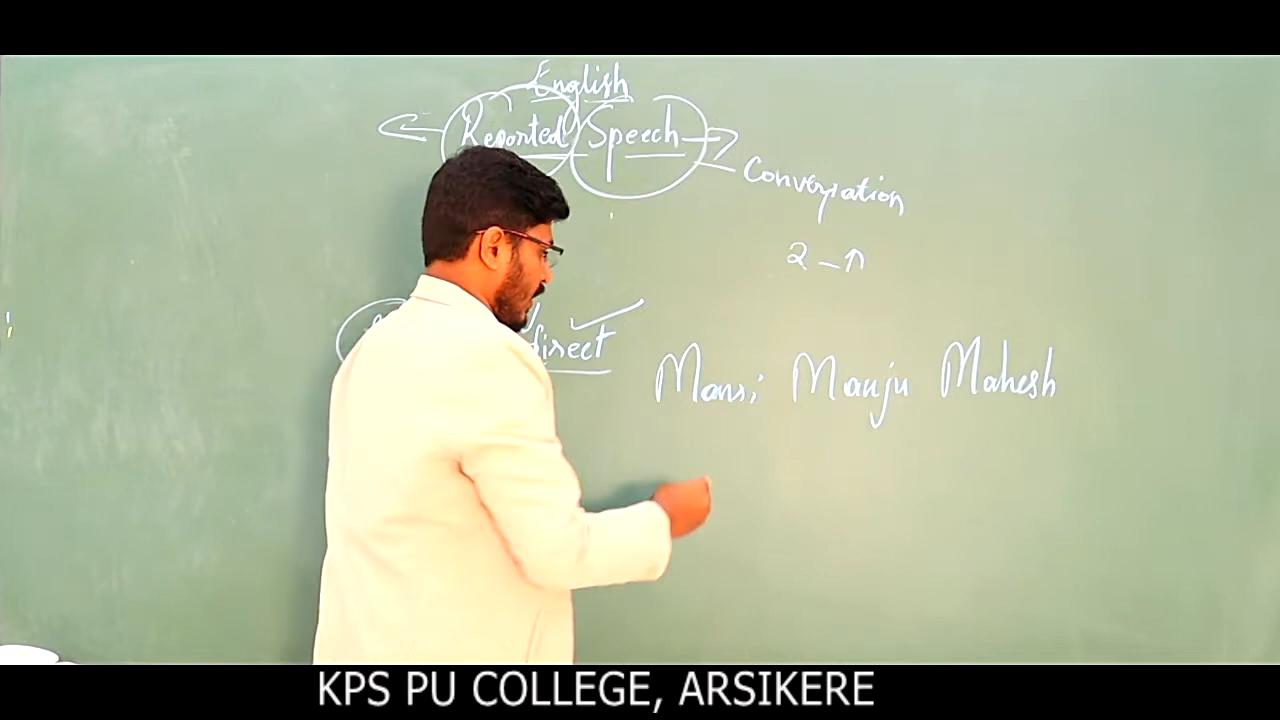 English
Reported Speech
Conversation
2 - ↑
direct
Mansi Manju Mahesh
KPS PU COLLEGE, ARSIKERE